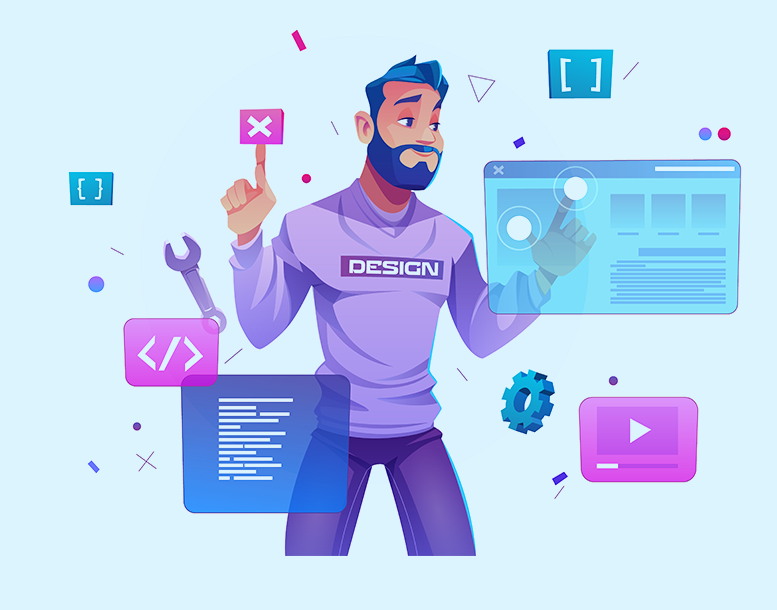 [ ]
{ }
DESIGN
</>